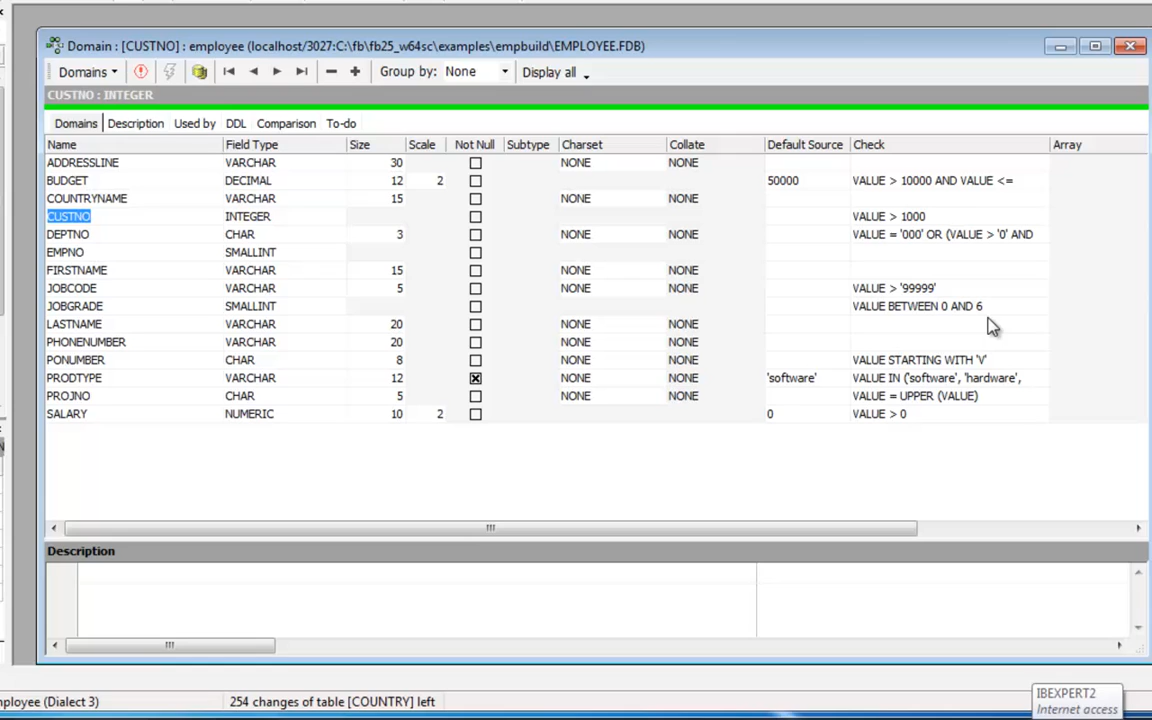 Domain : [CUSTNO] : employee (localhost/3027:C:\fb\fb25_w64sc\examples\empbuild\EMPLOYEE.FDB)
Domains Group by: None Display all
CUSTNO : INTEGER
Domains Description Used by DDL Comparison To-do
Name Field Type Size Scale Not Null Subtype Charset Collate Default Source Check Array
ADDRESSLINE VARCHAR 30 NONE NONE
BUDGET DECIMAL 12 2 50000 VALUE > 10000 AND VALUE <=
COUNTRYNAME VARCHAR 15 NONE NONE
CUSTNO INTEGER VALUE > 1000
DEPTNO CHAR 3 NONE NONE VALUE = '000' OR (VALUE > '0' AND
EMPNO SMALLINT
FIRSTNAME VARCHAR 15 NONE NONE
JOBCODE VARCHAR 5 NONE NONE VALUE > '99999'
JOBGRADE SMALLINT VALUE BETWEEN 0 AND 6
LASTNAME VARCHAR 20 NONE NONE
PHONENUMBER VARCHAR 20 NONE NONE
PONUMBER CHAR 8 NONE NONE VALUE STARTING WITH 'V'
PRODTYPE VARCHAR 12 NONE NONE 'software' VALUE IN ('software', 'hardware',
PROJNO CHAR 5 NONE NONE VALUE = UPPER (VALUE)
SALARY NUMERIC 10 2 0 VALUE > 0
Description
ployee (Dialect 3) 254 changes of table [COUNTRY] left
IBEXPERT2
Internet access